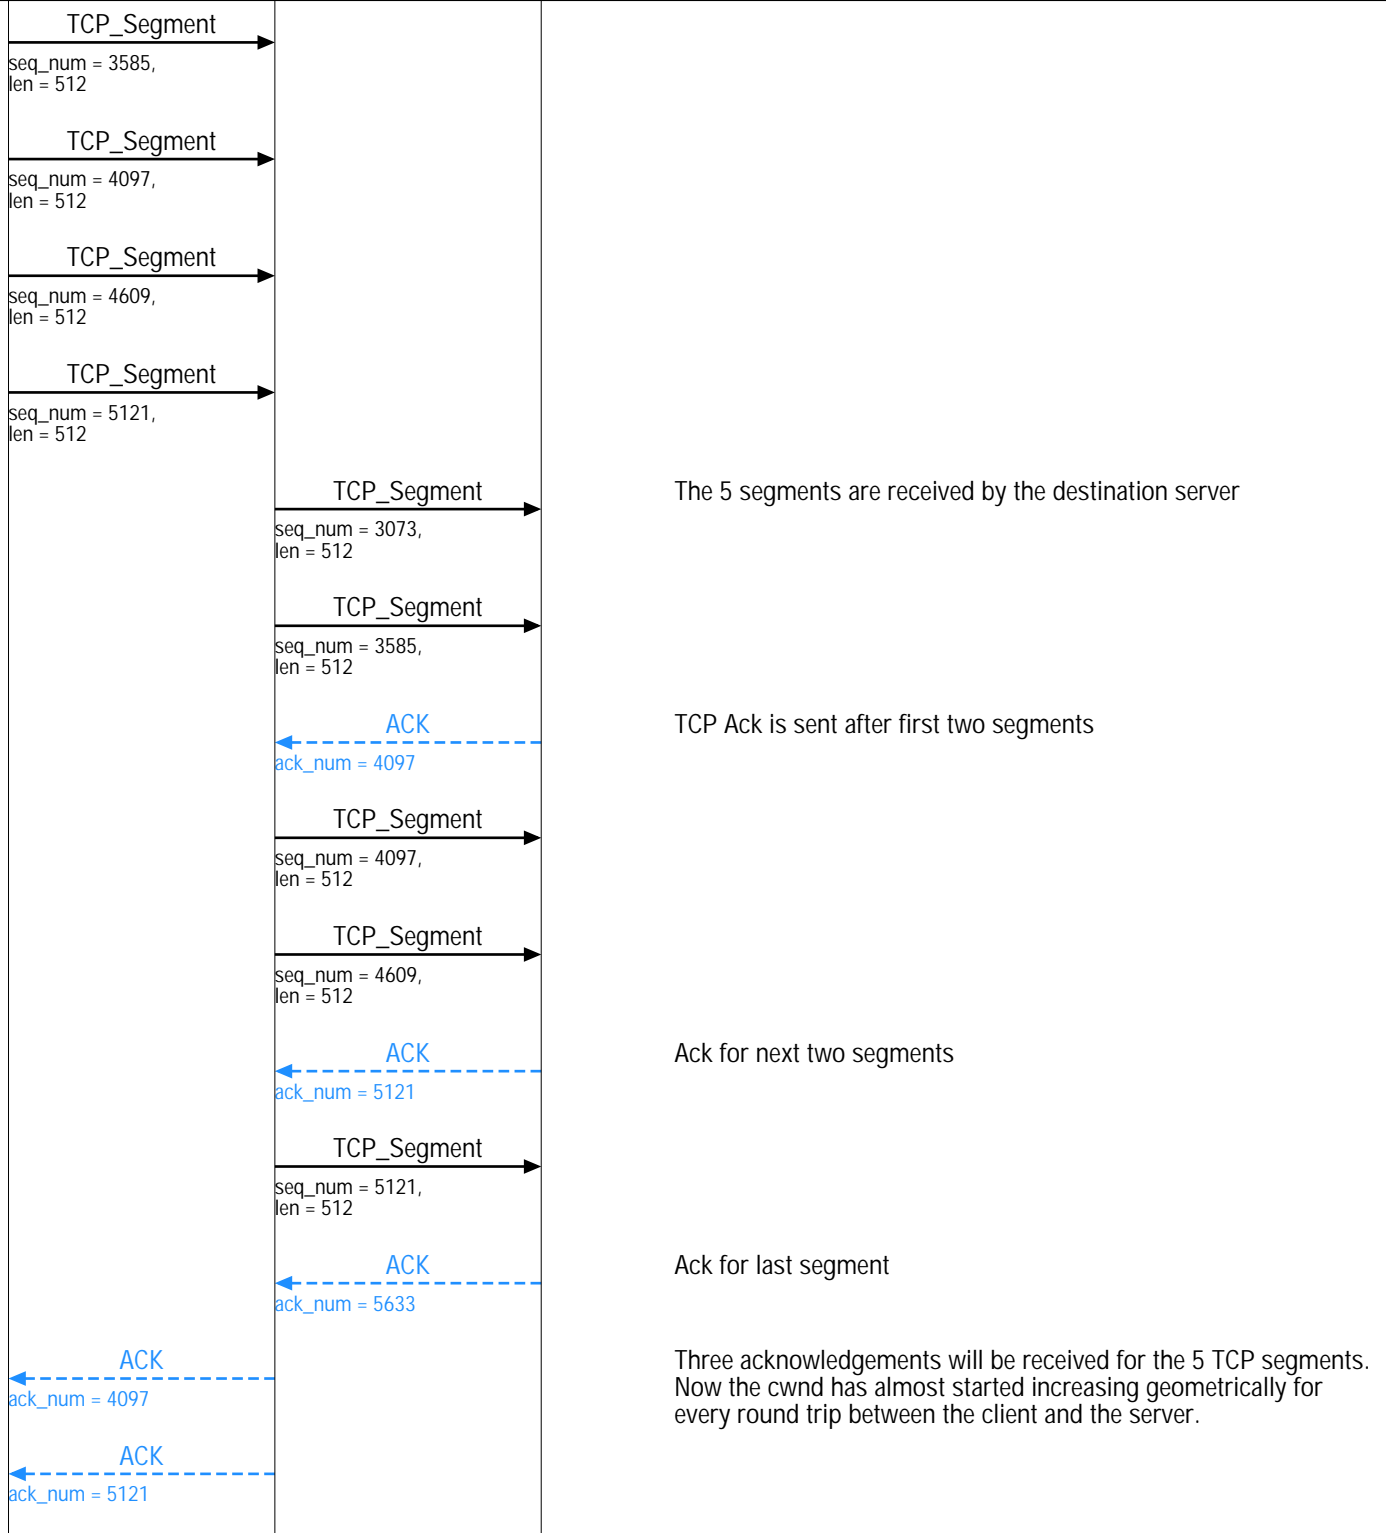 TCP_Segment
seq_num = 3585,
len = 512
TCP_Segment
seq_num = 4097,
len = 512
TCP_Segment
seq_num = 4609,
len = 512
TCP_Segment
seq_num = 5121,
len = 512
TCP_Segment
The 5 segments are received by the destination server
seq_num = 3073,
len = 512
TCP_Segment
seq_num = 3585,
len = 512
ACK
TCP Ack is sent after first two segments
ack_num = 4097
TCP_Segment
seq_num = 4097,
len = 512
TCP_Segment
seq_num = 4609,
len = 512
ACK
Ack for next two segments
ack_num = 5121
TCP_Segment
seq_num = 5121,
len = 512
ACK
Ack for last segment
ack_num = 5633
ACK
ack_num = 4097
Three acknowledgements will be received for the 5 TCP segments.
Now the cwnd has almost started increasing geometrically for
every round trip between the client and the server.
ACK
ack_num = 5121